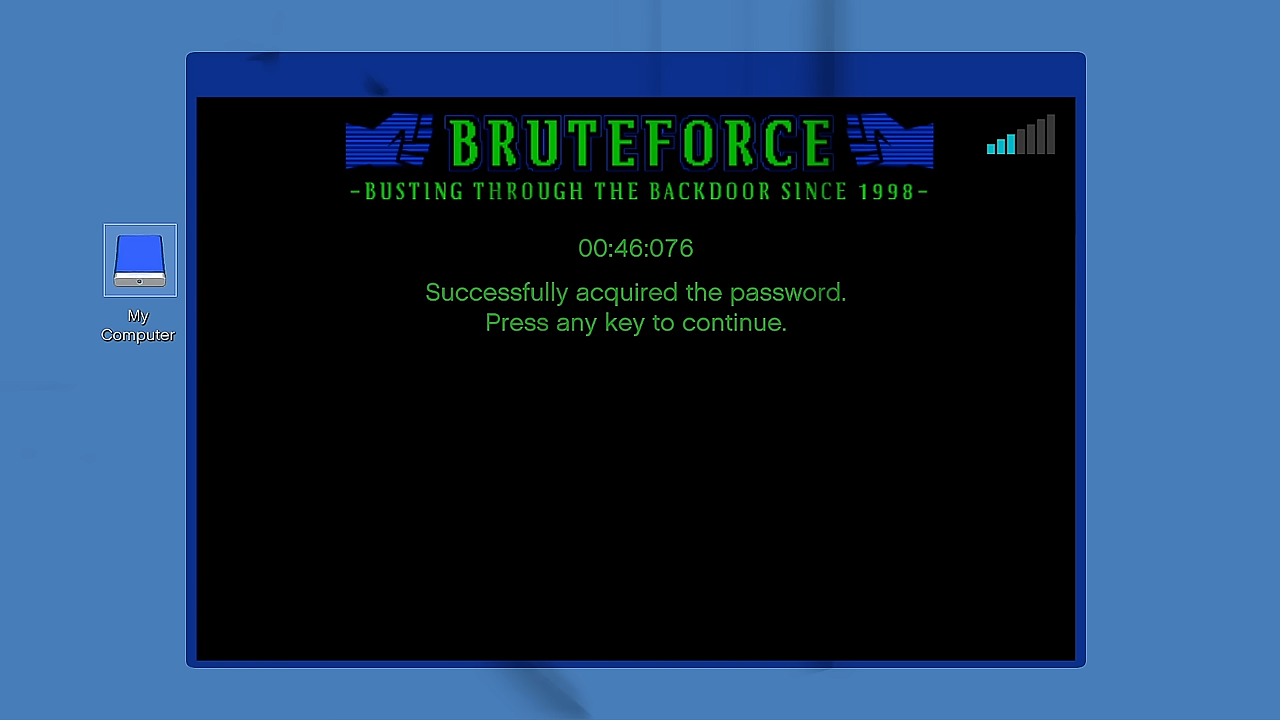 BRUTEFORCE
-BUSTING THROUGH THE BACKDOOR SINCE 1998-
00:46:076
Successfully acquired the password.
Press any key to continue.
My
Computer